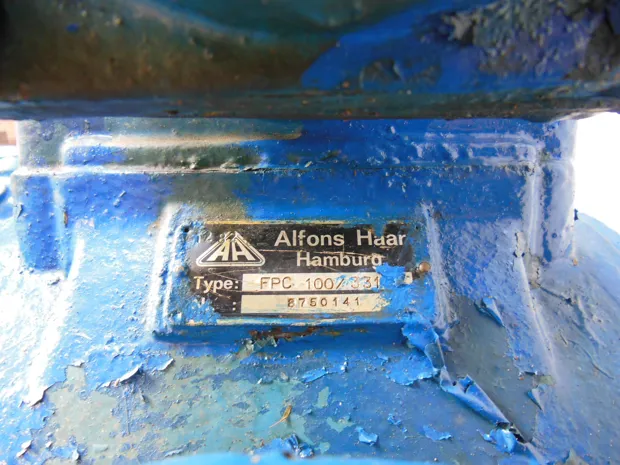 AH Alfons Haar
Hamburg
Type: FPC 100/331
8750141